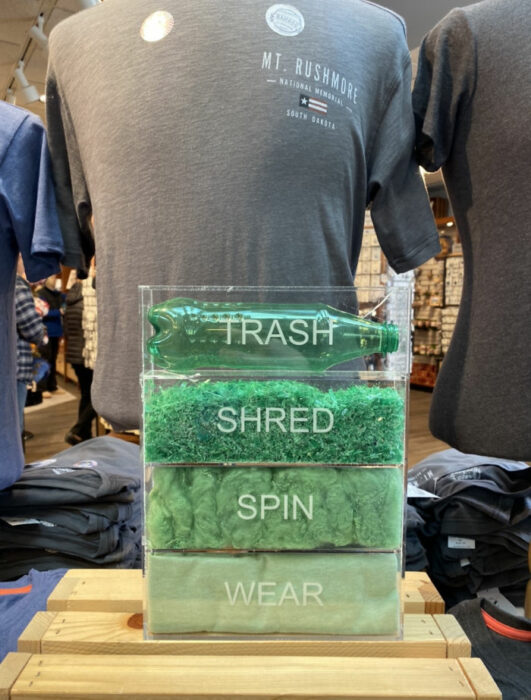 MT. RUSHMORE
NATIONAL MEMORIAL
SOUTH DAKOTA
TRASH
SHRED
SPIN
WEAR